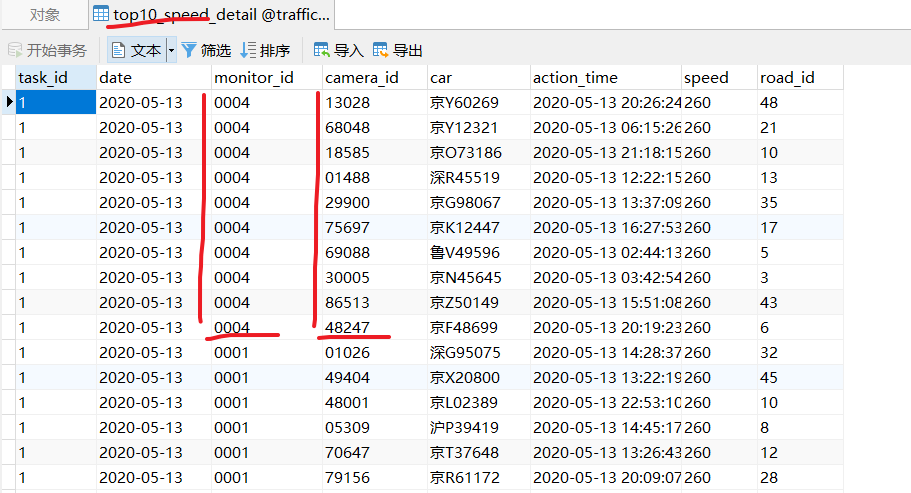 对象 top10_speed_detail @traffic...
开始事务 文本 筛选 排序 导入 导出
task_id date monitor_id camera_id car action_time speed road_id
1 2020-05-13 0004 13028 京Y60269 2020-05-13 20:26:24 260 48
1 2020-05-13 0004 68048 京Y12321 2020-05-13 06:15:26 260 21
1 2020-05-13 0004 18585 京O73186 2020-05-13 21:18:15 260 10
1 2020-05-13 0004 01488 深R45519 2020-05-13 12:22:15 260 13
1 2020-05-13 0004 29900 京G98067 2020-05-13 13:37:09 260 35
1 2020-05-13 0004 75697 京K12447 2020-05-13 16:27:53 260 17
1 2020-05-13 0004 69088 鲁V49596 2020-05-13 02:44:13 260 5
1 2020-05-13 0004 30005 京N45645 2020-05-13 03:42:54 260 3
1 2020-05-13 0004 86513 京Z50149 2020-05-13 15:51:08 260 43
1 2020-05-13 0004 48247 京F48699 2020-05-13 20:19:23 260 6
1 2020-05-13 0001 01026 深G95075 2020-05-13 14:28:37 260 32
1 2020-05-13 0001 49404 京X20800 2020-05-13 13:22:19 260 45
1 2020-05-13 0001 48001 京L02389 2020-05-13 22:53:10 260 10
1 2020-05-13 0001 05309 沪P39419 2020-05-13 14:45:17 260 8
1 2020-05-13 0001 70647 京T37648 2020-05-13 13:26:43 260 12
1 2020-05-13 0001 79156 京R61172 2020-05-13 20:09:07 260 28